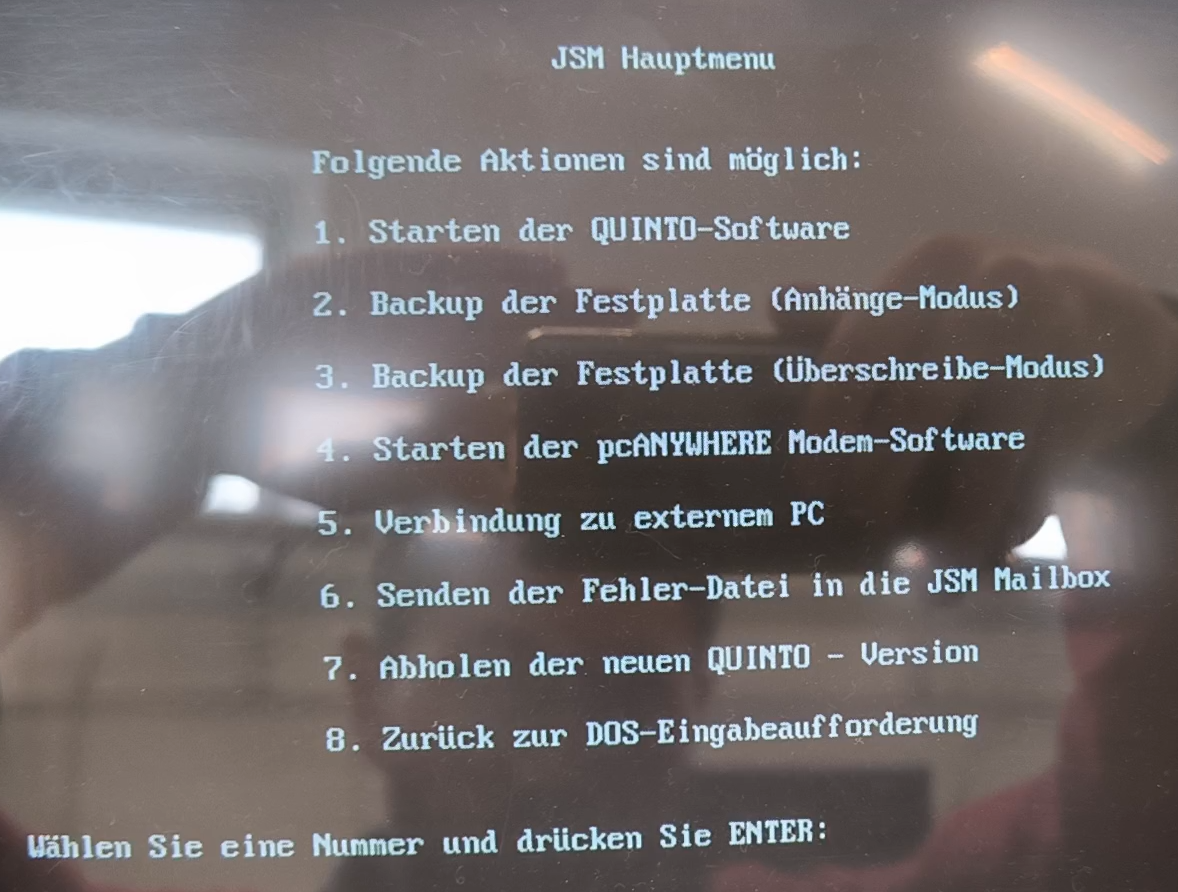 JSM Hauptmenu
Folgende Aktionen sind möglich:
1. Starten der QUINTO-Software
2. Backup der Festplatte (Anhänge-Modus)
3. Backup der Festplatte (Überschreibe-Modus)
4. Starten der pcANYWHERE Modem-Software
5. Verbindung zu externem PC
6. Senden der Fehler-Datei in die JSM Mailbox
7. Abholen der neuen QUINTO - Version
8. Zurück zur DOS-Eingabeaufforderung
Wählen Sie eine Nummer und drücken Sie ENTER: